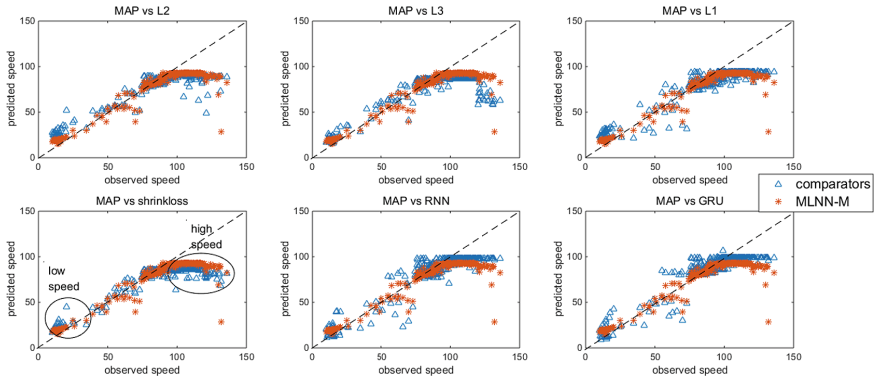 MAP vs L2
MAP vs L3
MAP vs L1
150
100
50
0
predicted speed
0
50
100
150
observed speed
150
100
50
0
predicted speed
0
50
100
150
observed speed
150
100
50
0
predicted speed
0
50
100
150
observed speed
comparators
MLNN-M
MAP vs shrinkloss
MAP vs RNN
MAP vs GRU
150
100
50
0
predicted speed
low
speed
high
speed
0
50
100
150
observed speed
150
100
50
0
predicted speed
0
50
100
150
observed speed
150
100
50
0
predicted speed
0
50
100
150
observed speed